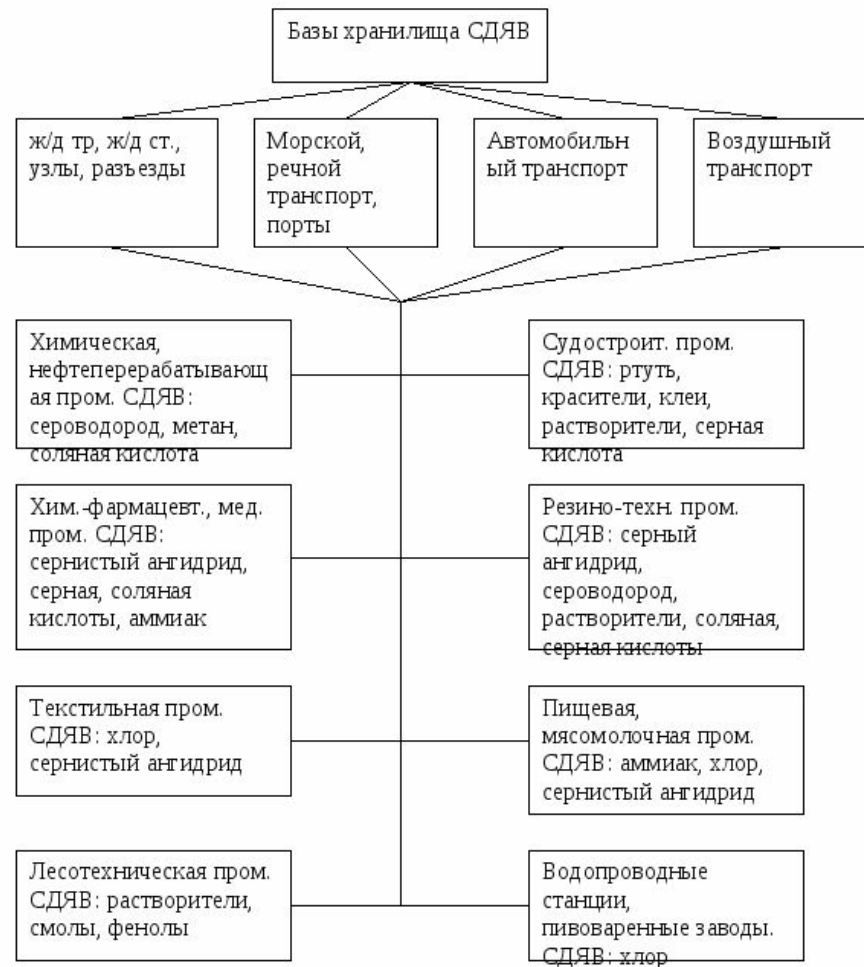 Базы хранилища СДЯВ
ж/д тр, ж/д ст.,
узлы, разъезды
Морской,
речной
транспорт,
порты
Автомобильн
ый транспорт
Воздушный
транспорт
Химическая,
нефтеперерабатывающ
ая пром. СДЯВ:
сероводород, метан,
соляная кислота
Судостроит. пром.
СДЯВ: ртуть,
красители, клеи,
растворители, серная
кислота
Хим.-фармацевт., мед.
пром. СДЯВ:
сернистый ангидрид,
серная, соляная
кислоты, аммиак
Резино-техн. пром.
СДЯВ: серный
ангидрид,
сероводород,
растворители, соляная,
серная кислоты
Текстильная пром.
СДЯВ: хлор,
сернистый ангидрид
Пищевая,
мясомолочная пром.
СДЯВ: аммиак, хлор,
сернистый ангидрид
Лесотехническая пром.
СДЯВ: растворители,
смолы, фенолы
Водопроводные
станции,
пивоваренные заводы.
СДЯВ: хлор